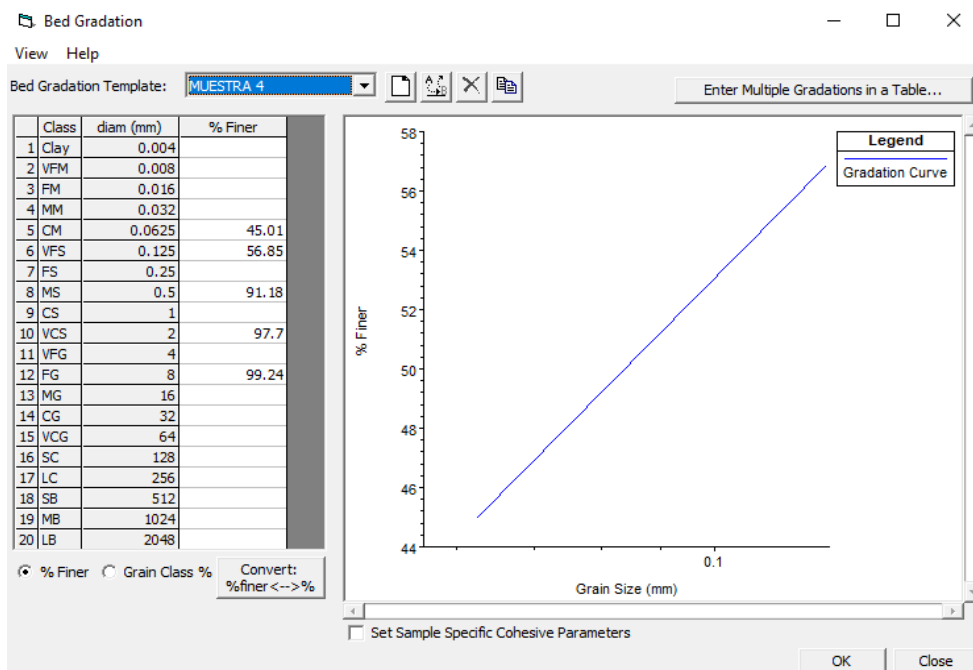 Bed Gradation
View Help
Bed Gradation Template: MUESTRA 4
Enter Multiple Gradations in a Table...
Class diam (mm) % Finer
1 Clay 0.004
2 VFM 0.008
3 FM 0.016
4 MM 0.032
5 CM 0.0625 45.01
6 VFS 0.125 56.85
7 FS 0.25
8 MS 0.5 91.18
9 CS 1
10 VCS 2 97.7
11 VFG 4
12 FG 8 99.24
13 MG 16
14 CG 32
15 VCG 64
16 SC 128
17 LC 256
18 SB 512
19 MB 1024
20 LB 2048
% Finer Grain Class % Convert:
%finer<-->%
58
56
54
52
50
48
46
44
% Finer
0.1
Grain Size (mm)
Legend
Gradation Curve
Set Sample Specific Cohesive Parameters
OK Close